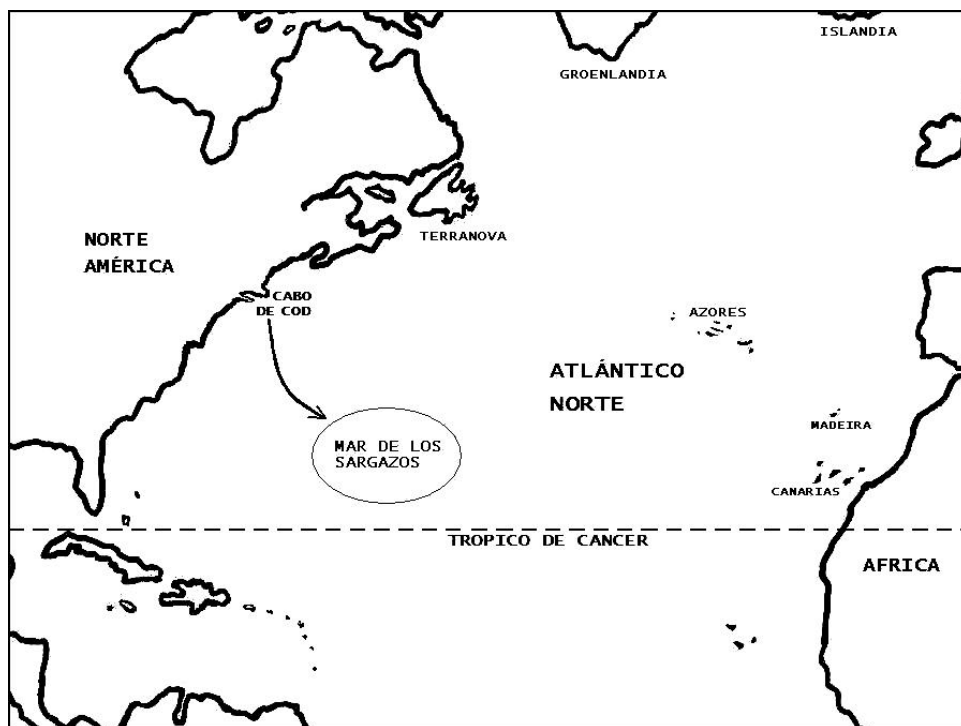 ISLANDIA
GROENLANDIA
TERRANOVA
NORTE
AMÉRICA
CABO
DE COD
AZORES
ATLÁNTICO
NORTE
MADEIRA
MAR DE LOS
SARGAZOS
CANARIAS
TROPICO DE CANCER
AFRICA